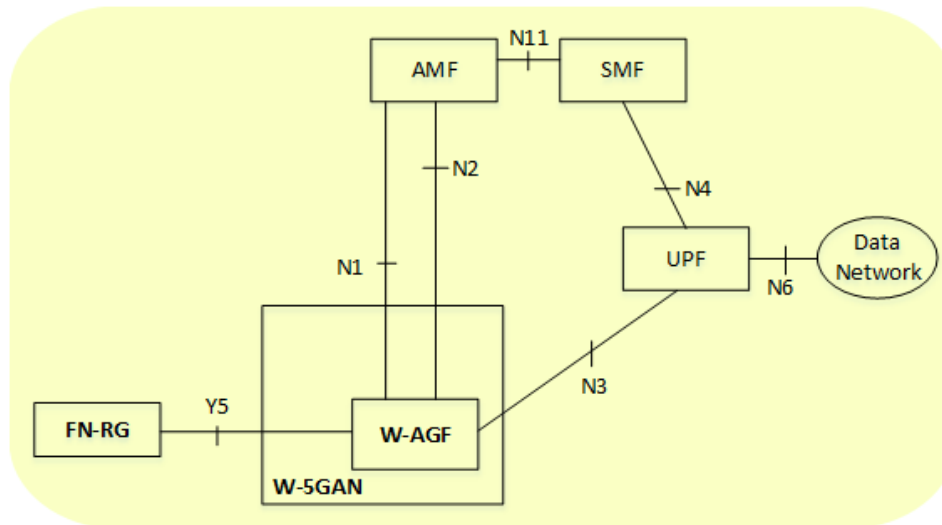 N11
AMF
SMF
N2
N4
Data
Network
UPF
N1
N6
N3
Y5
FN-RG
W-AGF
W-5GAN